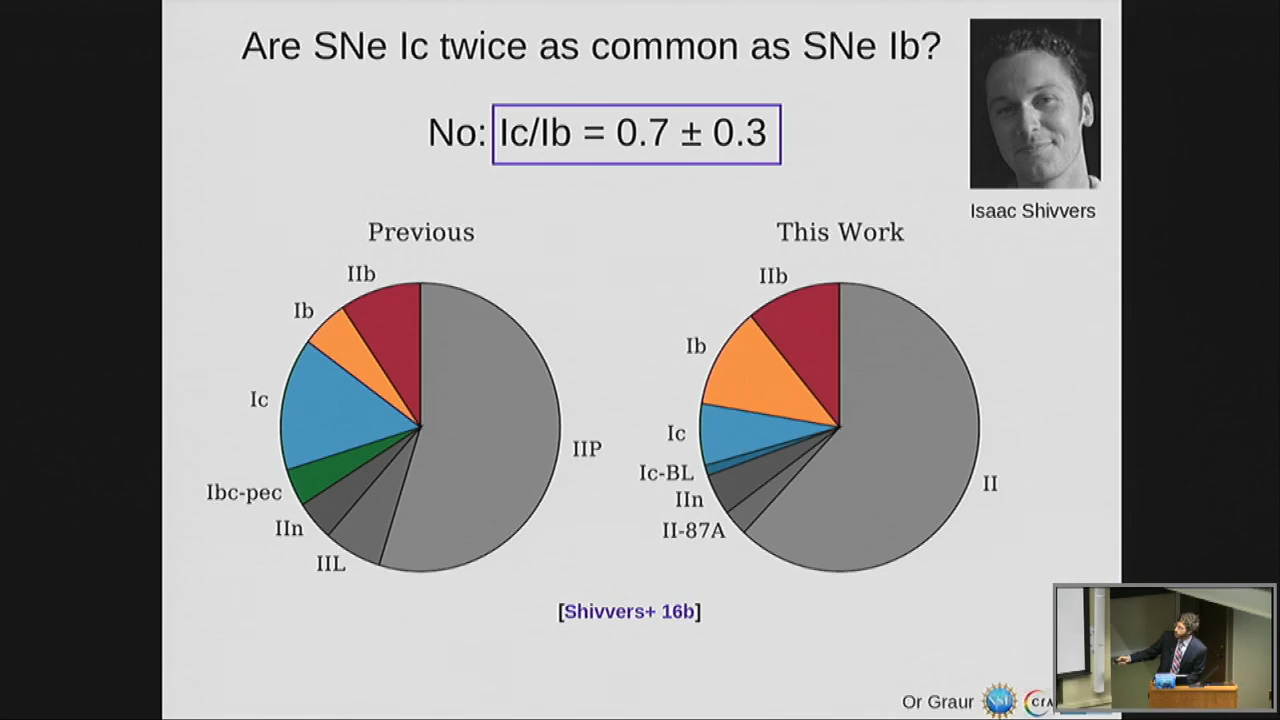 Are SNe Ic twice as common as SNe Ib?
No: Ic/Ib = 0.7 ± 0.3
Isaac Shivvers
Previous
IIb
Ib
Ic
Ibc-pec
IIn
IIL
IIP
This Work
IIb
Ib
Ic
Ic-BL
IIn
II-87A
II
[Shivvers+ 16b]
Or Graur
NSF
CfA